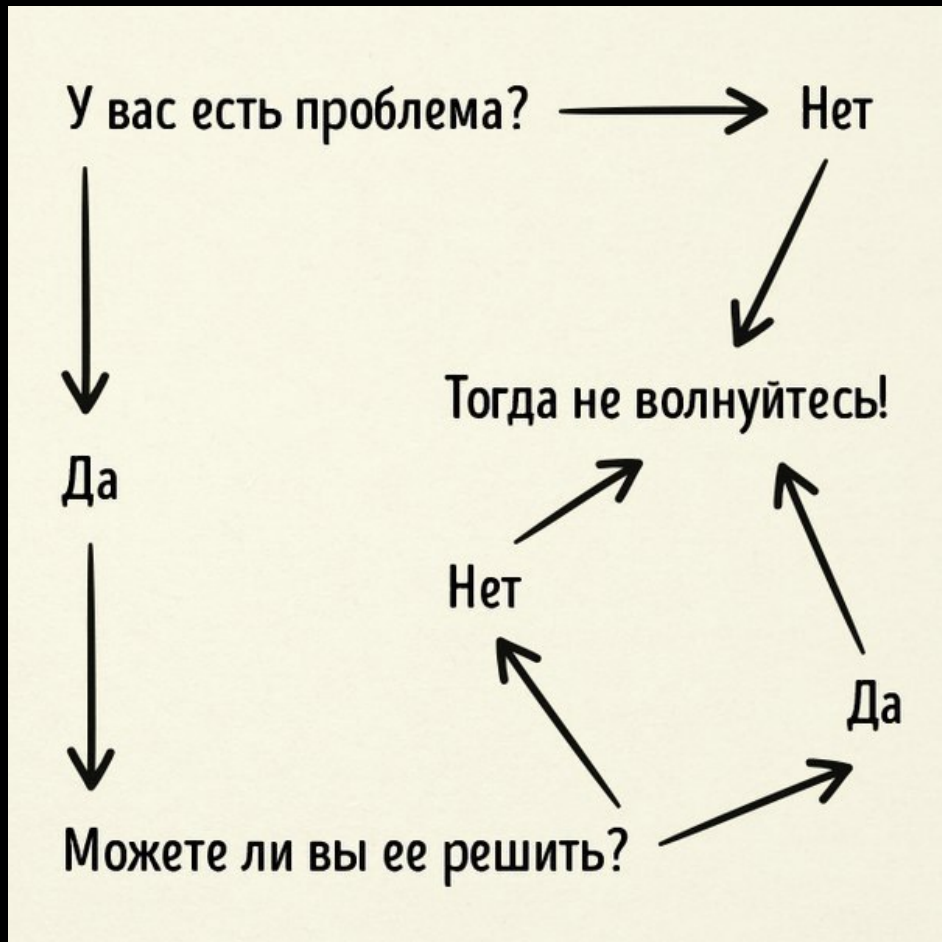 У вас есть проблема? Нет
Тогда не волнуйтесь!
Да
Нет
Да
Можете ли вы ее решить?